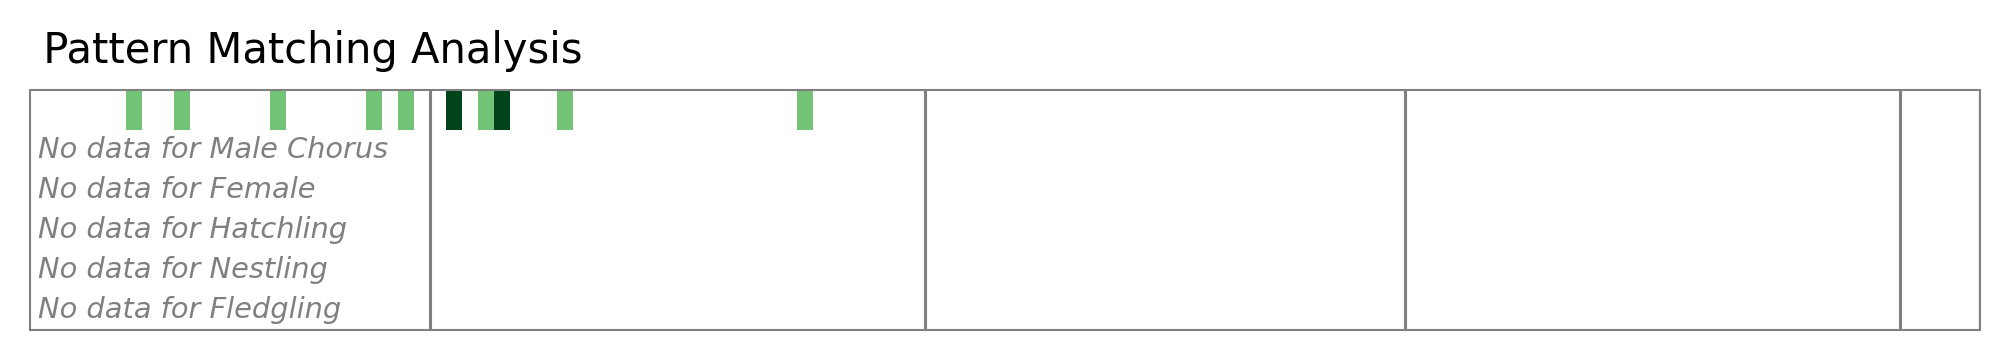 Pattern Matching Analysis
No data for Male Chorus
No data for Female
No data for Hatchling
No data for Nestling
No data for Fledgling